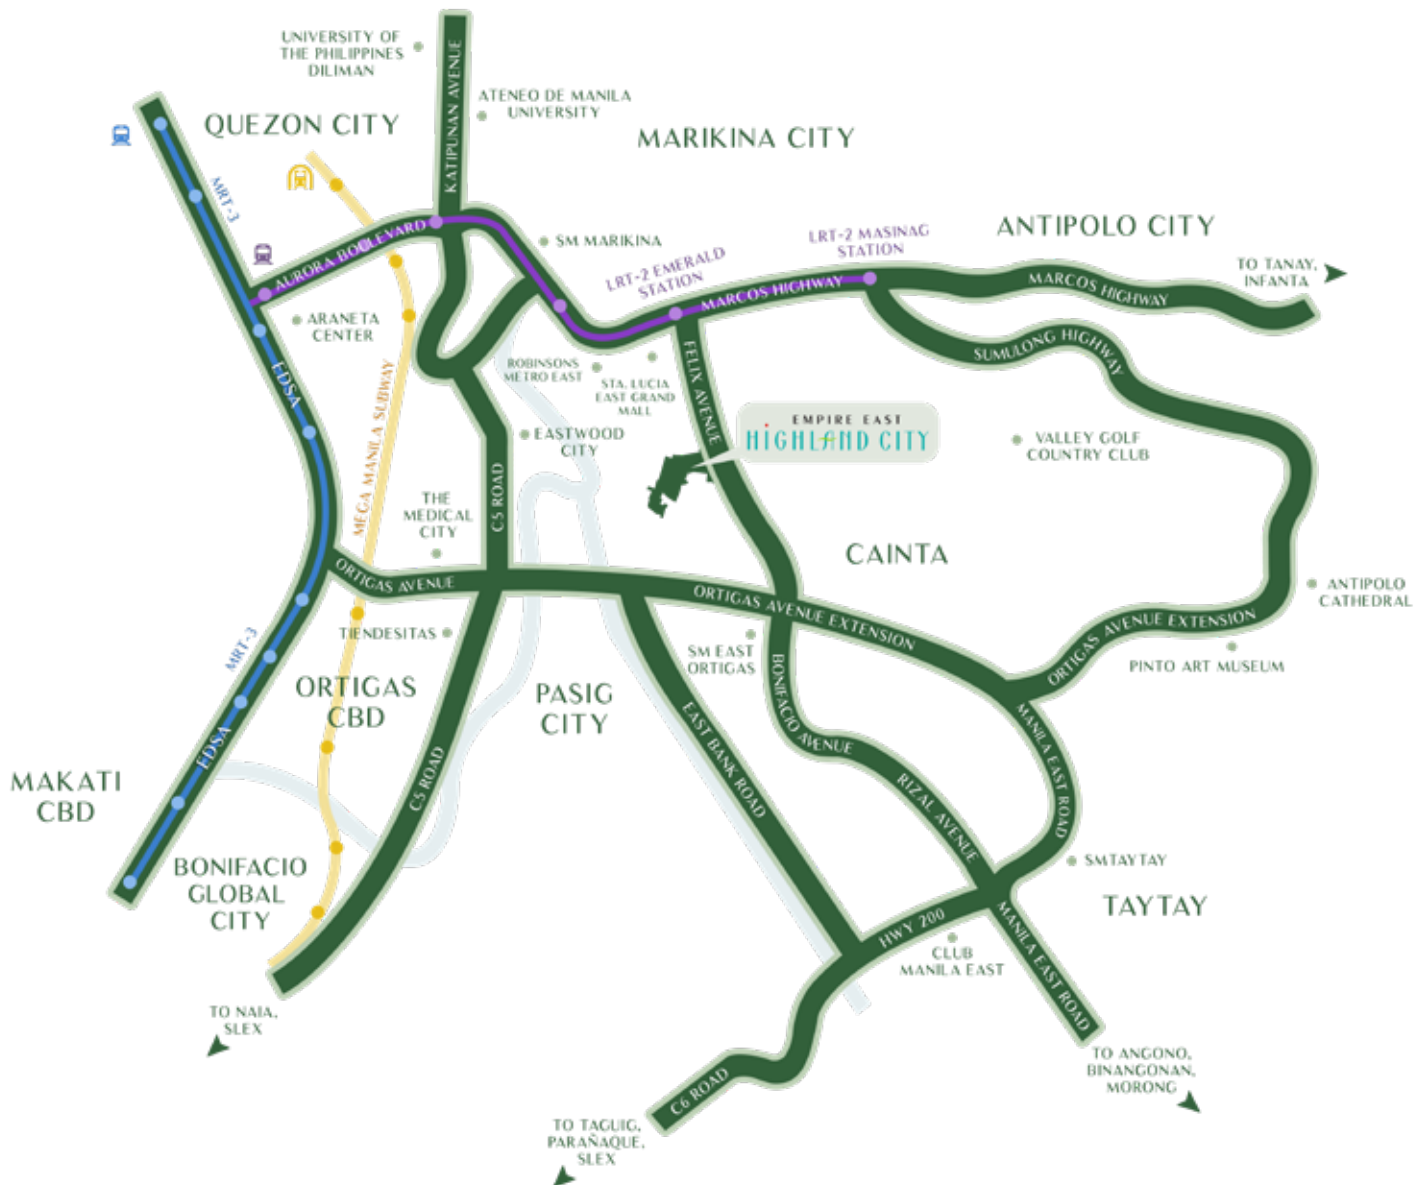 UNIVERSITY OF
THE PHILIPPINES
DILIMAN
KATIPUNAN AVENUE
ATENEO DE MANILA
UNIVERSITY
QUEZON CITY
MARIKINA CITY
MRT-3
AURORA BOULEVARD
SM MARIKINA
LRT-2 EMERALD
STATION
LRT-2 MASINAG
STATION
ANTIPOLO CITY
TO TANAY,
INFANTA
MARCOS HIGHWAY
MARCOS HIGHWAY
ARANETA
CENTER
SUMULONG HIGHWAY
ROBINSONS
METRO EAST
STA. LUCIA
EAST GRAND
MALL
FELIX AVENUE
EDSA
MEGA MANILA SUBWAY
EMPIRE EAST
HIGHLAND CITY
EASTWOOD
CITY
VALLEY GOLF
COUNTRY CLUB
C5 ROAD
THE
MEDICAL
CITY
CAINTA
ORTIGAS AVENUE
ORTIGAS AVENUE EXTENSION
ANTIPOLO
CATHEDRAL
ORTIGAS AVENUE EXTENSION
TIENDESITAS
MRT-3
SM EAST
ORTIGAS
PINTO ART MUSEUM
ORTIGAS
CBD
PASIG
CITY
BONIFACIO AVENUE
EAST BANK ROAD
MANILA EAST ROAD
EDSA
C5 ROAD
MAKATI
CBD
RIZAL AVENUE
SMTAYTAY
BONIFACIO
GLOBAL
CITY
TAYTAY
HWY 200
CLUB
MANILA EAST
MANILA EAST ROAD
TO NAIA,
SLEX
TO ANGONO,
BINANGONAN,
MORONG
C6 ROAD
TO TAGUIG,
PARAÑAQUE,
SLEX